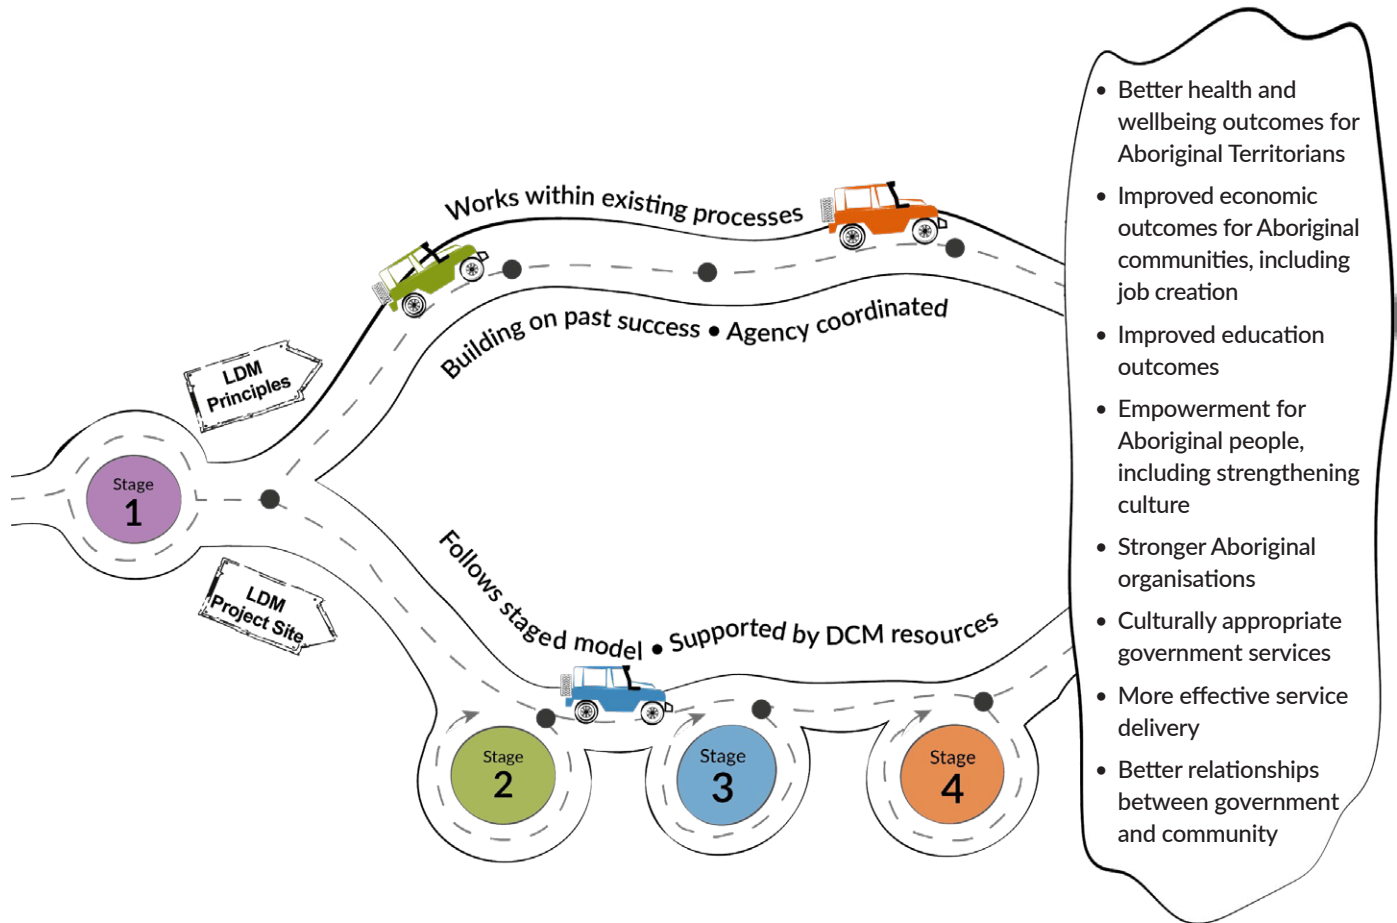 Stage
1
LDM
Principles
LDM
Project Site
Works within existing processes
Building on past success • Agency coordinated
Follows staged model • Supported by DCM resources
Stage
2
Stage
3
Stage
4
• Better health and
wellbeing outcomes for
Aboriginal Territorians
• Improved economic
outcomes for Aboriginal
communities, including
job creation
• Improved education
outcomes
• Empowerment for
Aboriginal people,
including strengthening
culture
• Stronger Aboriginal
organisations
• Culturally appropriate
government services
• More effective service
delivery
• Better relationships
between government
and community